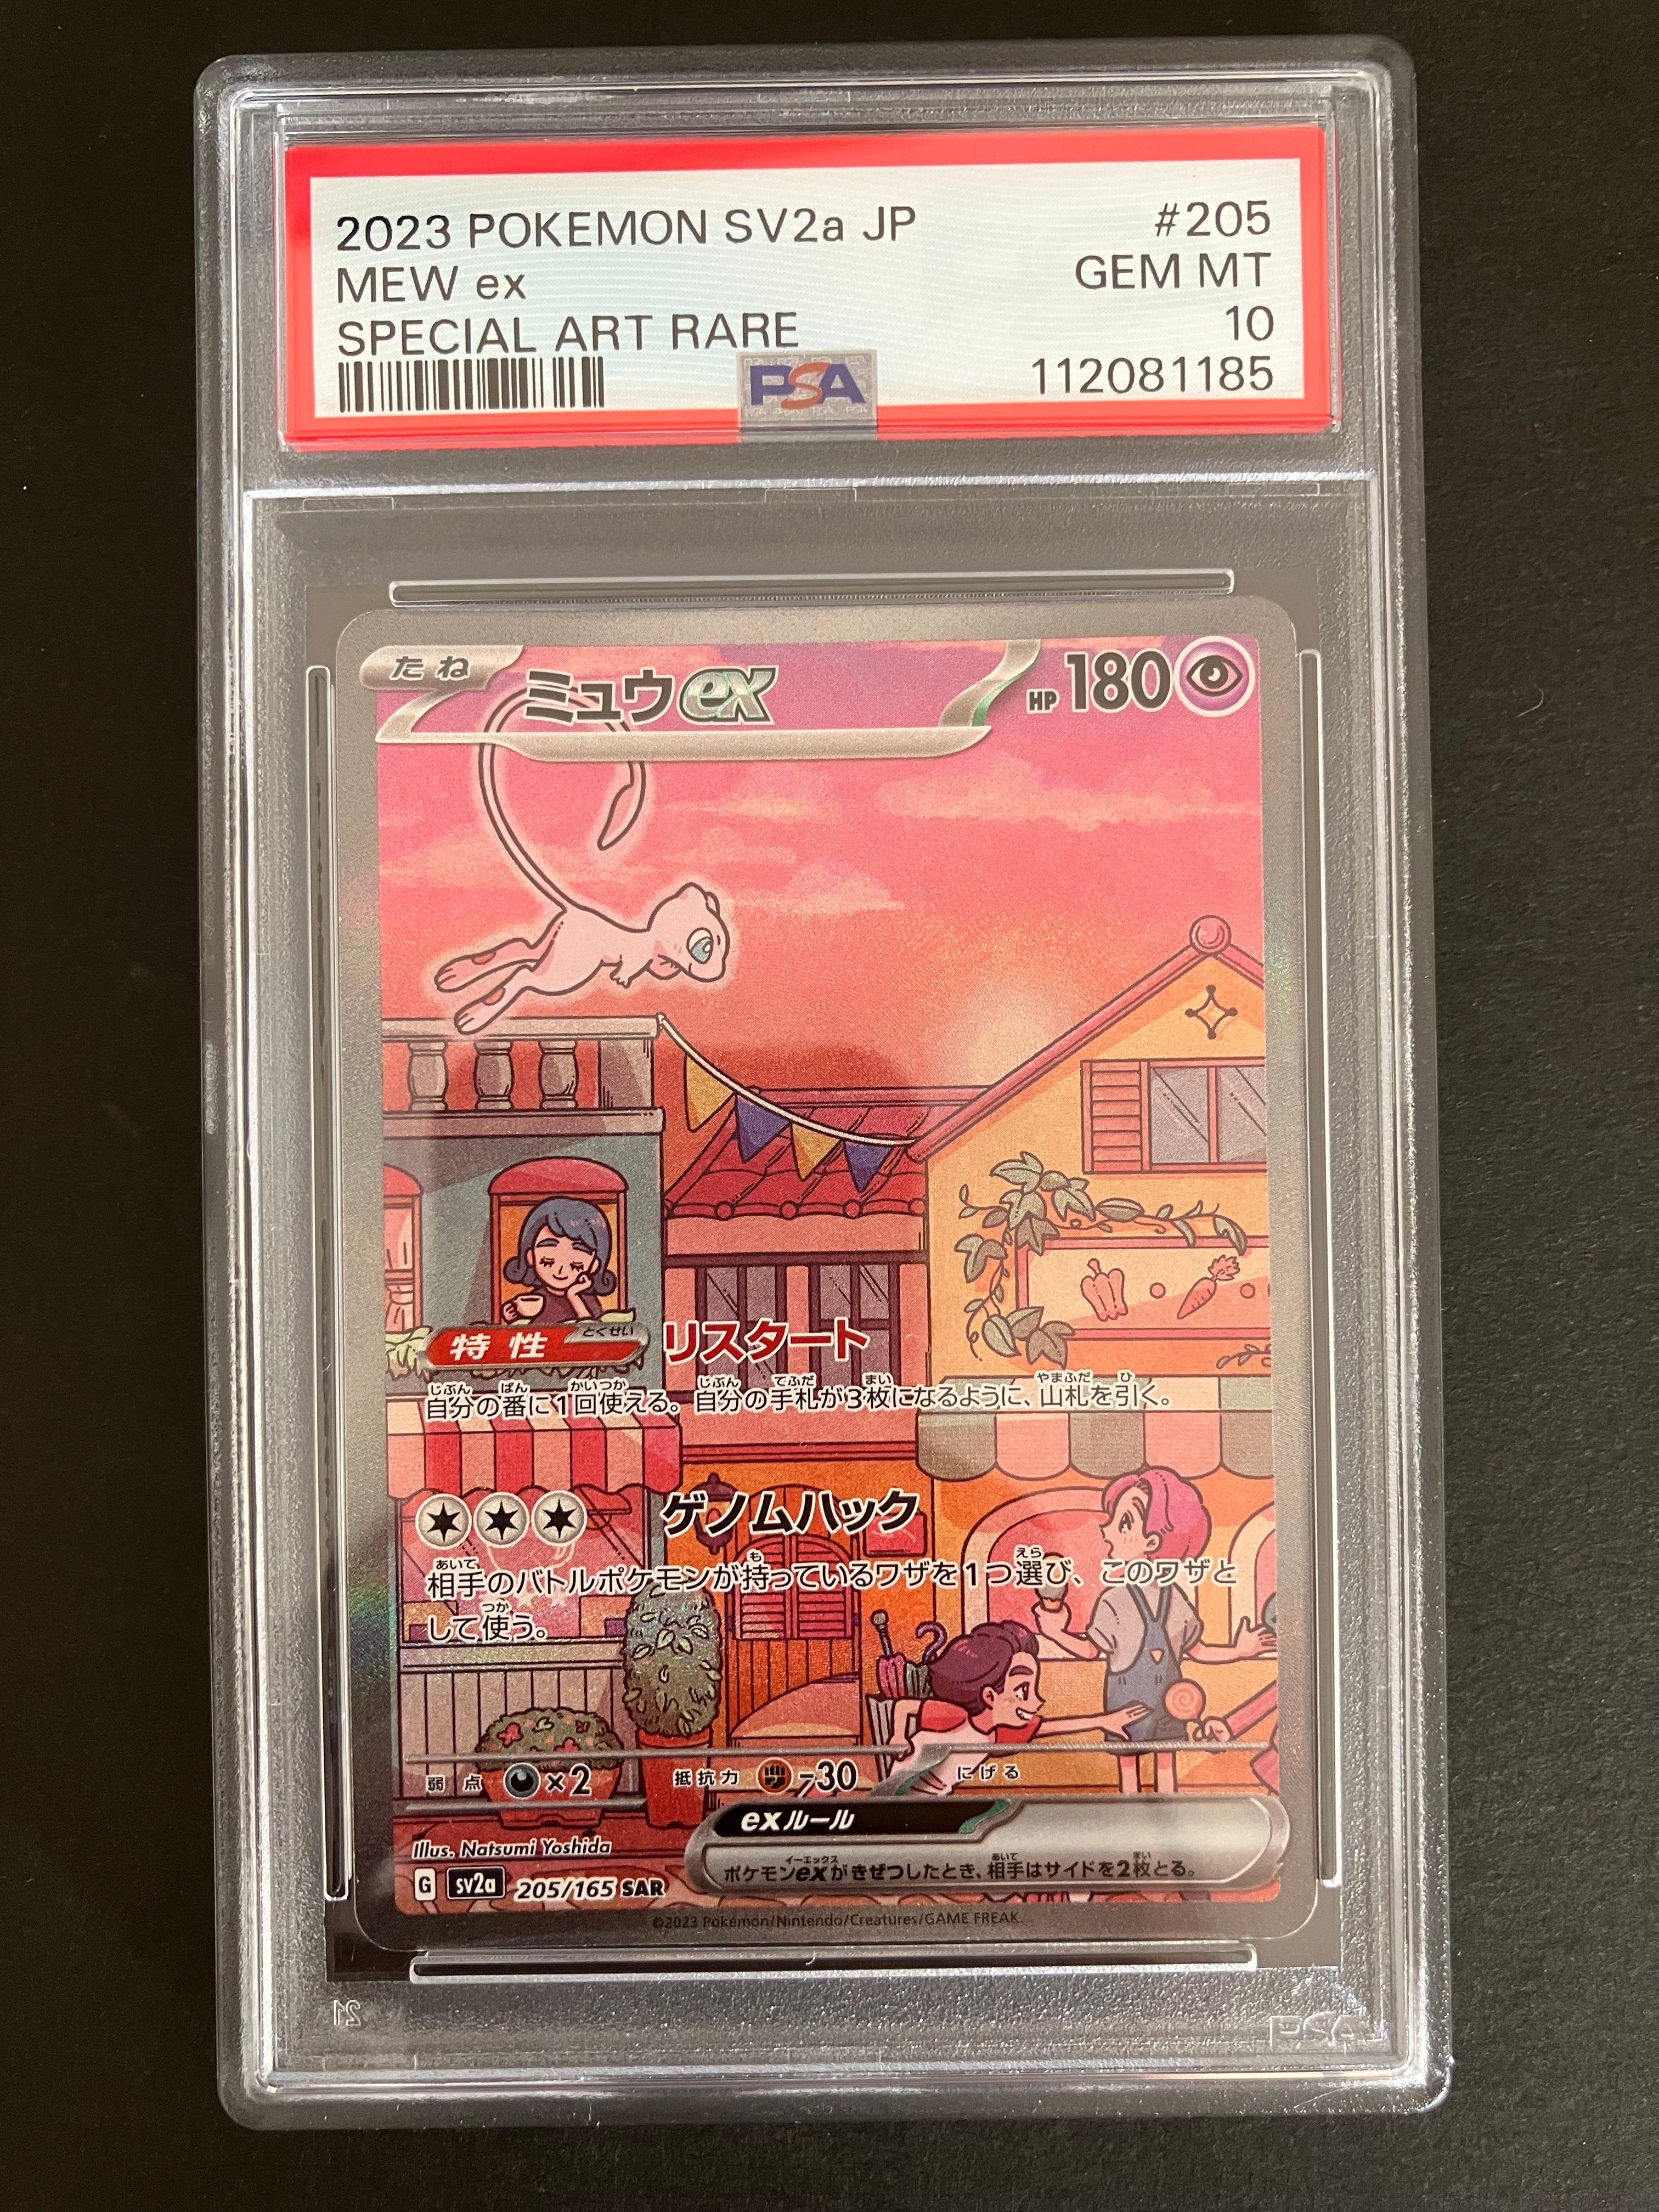 2023 POKEMON SV2a JP #205
MEW ex GEM MT
SPECIAL ART RARE 10
PSA 112081185
たね ミュウex HP 180
特性 とくせい リスタート
自分の番に1回使える。自分の手札が3枚になるように、山札を引く。
ゲノムハック
相手のバトルポケモンが持っているワザを1つ選び、このワザと
して使う。
弱点 ×2 抵抗力 -30 にげる
exルール
ポケモンexがきぜつしたとき、相手はサイドを2枚とる。
Illus. Natsumi Yoshida
G sv2a 205/165 SAR
©2023 Pokémon/Nintendo/Creatures/GAME FREAK.
21 PSA